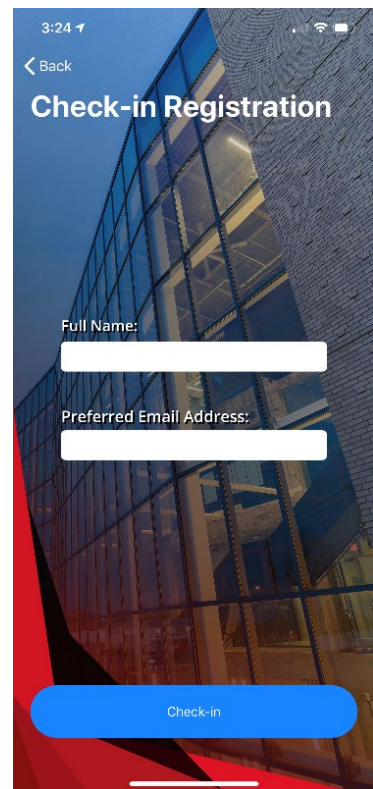 3:24
Back
Check-in Registration
Full Name:
Preferred Email Address:
Check-in